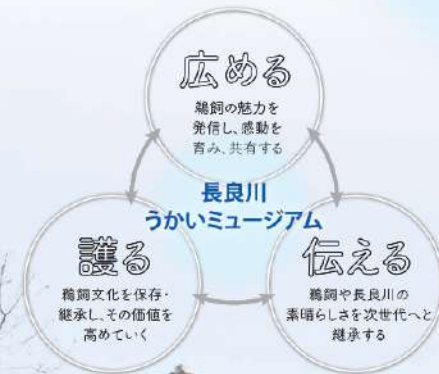 広める
鵜飼の魅力を
発信し、感動を
育み、共有する
長良川
うかいミュージアム
護る
鵜飼文化を保存・
継承し、その価値を
高めていく
伝える
鵜飼や長良川の
素晴らしさを次世代へと
継承する